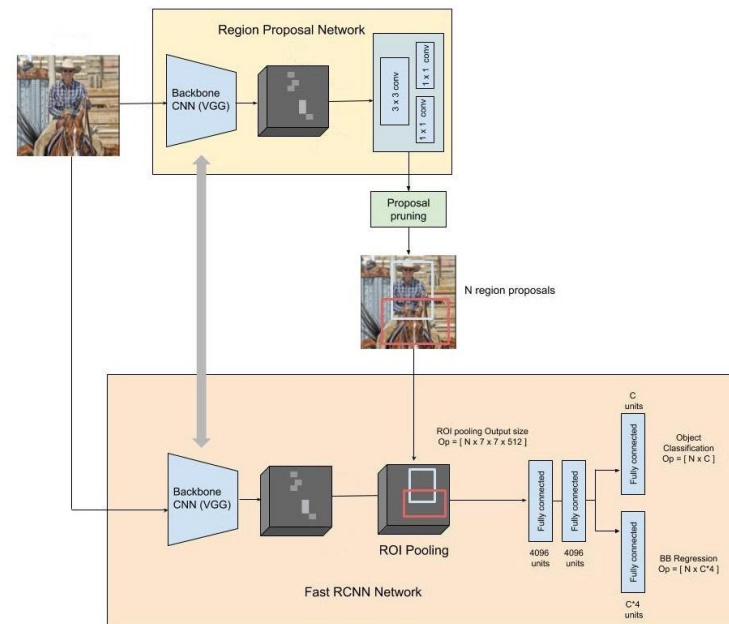 Region Proposal Network
Backbone
CNN (VGG)
3 x 3 conv
1 x 1 conv
1 x 1 conv
Proposal
pruning
N region proposals
ROI pooling Output size
Op = [ N x 7 x 7 x 512 ]
Backbone
CNN (VGG)
ROI Pooling
Fully connected
4096
units
Fully connected
4096
units
C
units
Fully connected
Object
Classification
Op = [ N x C ]
Fully connected
C*4
units
BB Regression
Op = [ N x C*4 ]
Fast RCNN Network